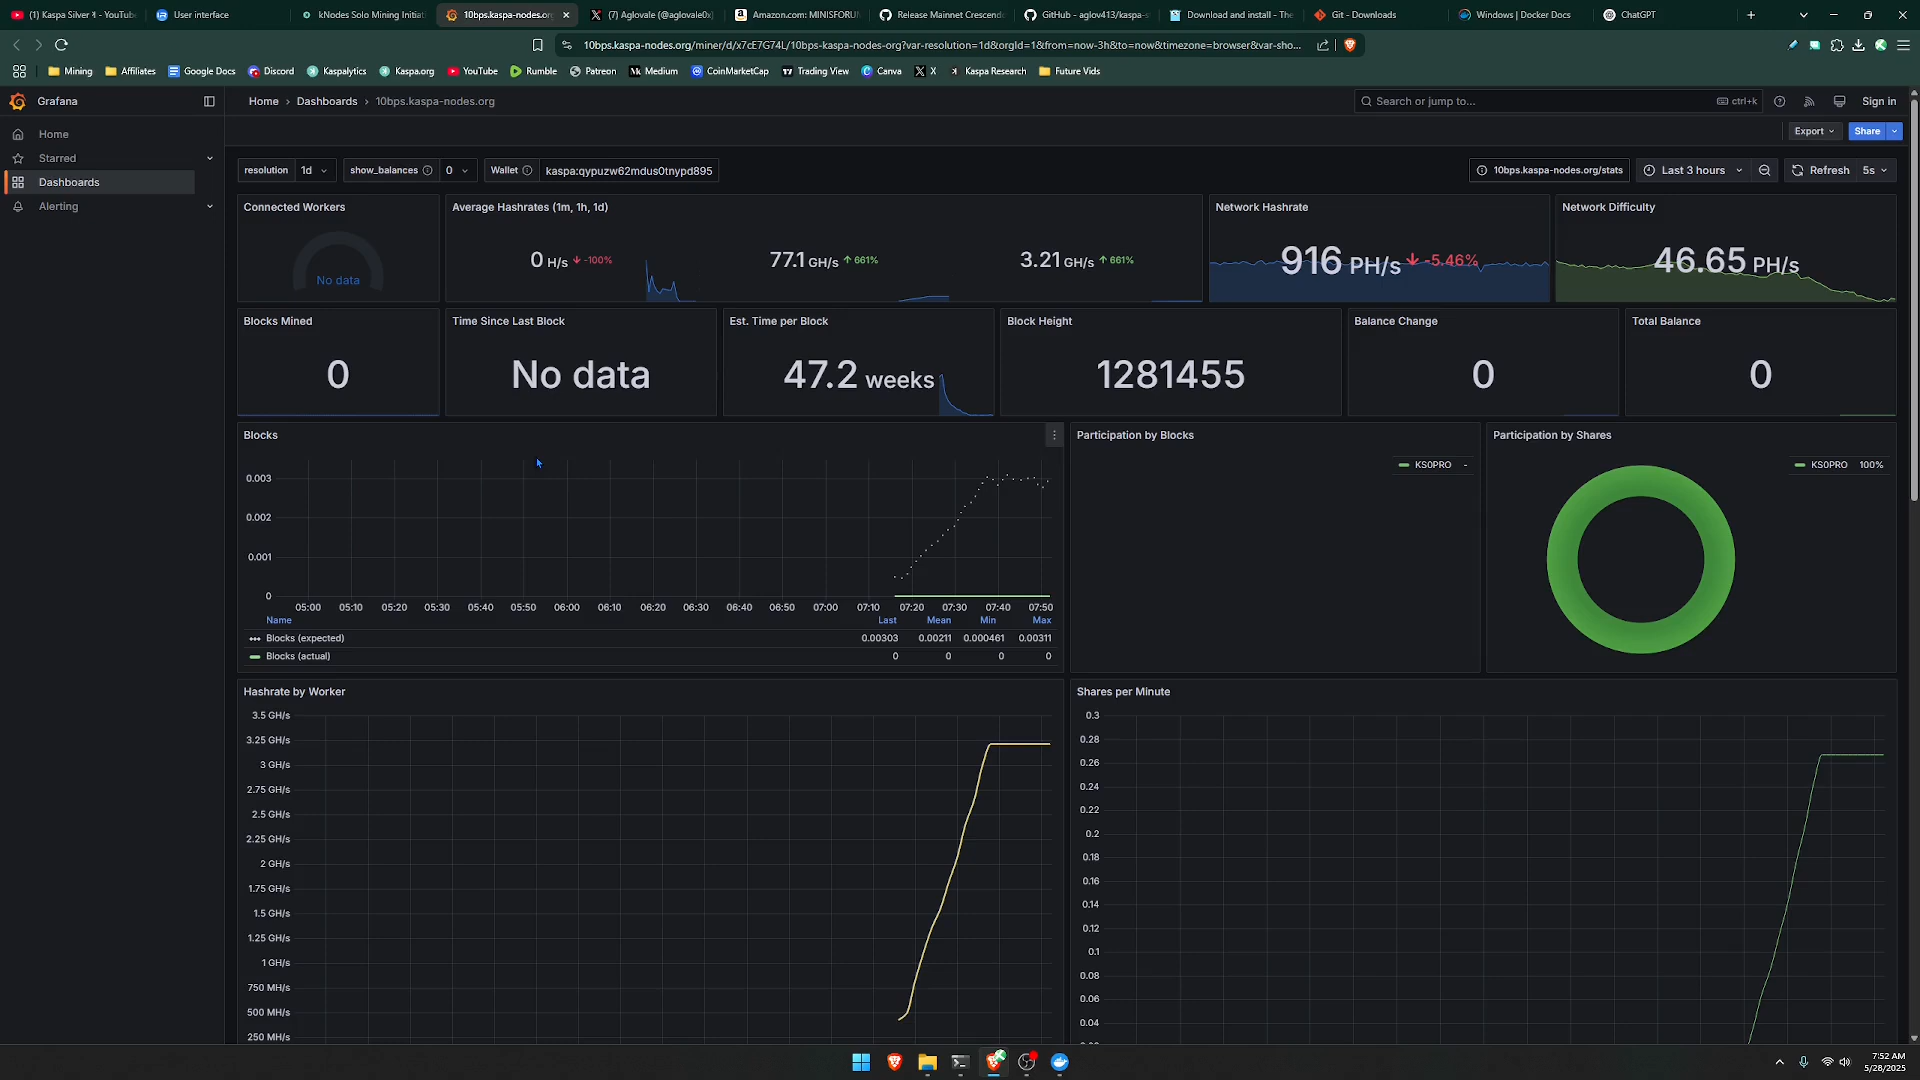 (1) Kaspa Silver
- YouTube
User interface
kNodes Solo Mining Initiati
10bps.kaspa-nodes.or
(7) Aglovale (@aglovale0x)
Amazon.com: MINISFORUM
Release Mainnet Crescendo
GitHub - aglov413/kaspa-s
Download and install - The
Git - Downloads
Windows | Docker Docs
ChatGPT
10bps.kaspa-nodes.org/miner/d/x7cE7G74L/10bps-kaspa-nodes-org?var-resolution=1d&orgId=1&from=now-3h&to=now&timezone=browser&var-sho...
Mining
Affiliates
Google Docs
Discord
Kaspalytics
Kaspa.org
YouTube
Rumble
Patreon
Medium
CoinMarketCap
Trading View
Canva
X
Kaspa Research
Future Vids
Grafana
Home › Dashboards › 10bps.kaspa-nodes.org
Search or jump to...
ctrl+k
Sign in
Home
Starred
Dashboards
Alerting
Export
Share
resolution 1d
show_balances 0
Wallet kaspa:qypuzw62mdus0tnypd895
10bps.kaspa-nodes.org/stats
Last 3 hours
Refresh 5s
Connected Workers
No data
Average Hashrates (1m, 1h, 1d)
0 H/s -100%
77.1 GH/s 661%
3.21 GH/s 661%
Network Hashrate
916 PH/s -5.46%
Network Difficulty
46.65 PH/s
Blocks Mined
0
Time Since Last Block
No data
Est. Time per Block
47.2 weeks
Block Height
1281455
Balance Change
0
Total Balance
0
Blocks
0.003
0.002
0.001
0
05:00 05:10 05:20 05:30 05:40 05:50 06:00 06:10 06:20 06:30 06:40 06:50 07:00 07:10 07:20 07:30 07:40 07:50
Name Last Mean Min Max
Blocks (expected) 0.00303 0.00211 0.000461 0.00311
Blocks (actual) 0 0 0 0
Participation by Blocks
KS0PRO -
Participation by Shares
KS0PRO 100%
Hashrate by Worker
3.5 GH/s
3.25 GH/s
3 GH/s
2.75 GH/s
2.5 GH/s
2.25 GH/s
2 GH/s
1.75 GH/s
1.5 GH/s
1.25 GH/s
1 GH/s
750 MH/s
500 MH/s
250 MH/s
Shares per Minute
0.3
0.28
0.26
0.24
0.22
0.2
0.18
0.16
0.14
0.12
0.1
0.08
0.06
0.04
7:52 AM
5/28/2025